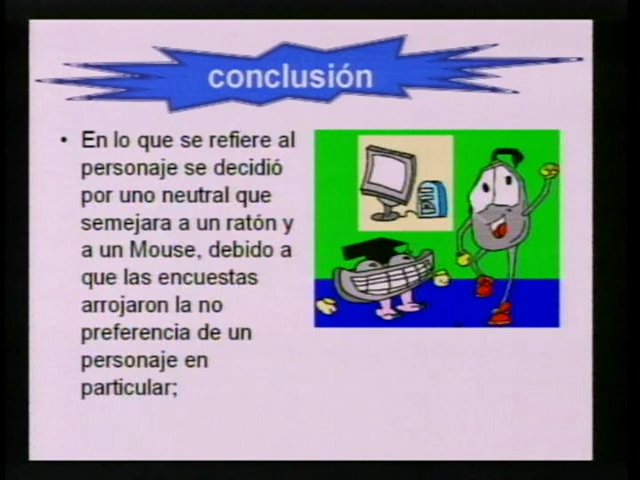 conclusión
• En lo que se refiere al
personaje se decidió
por uno neutral que
semejara a un ratón y
a un Mouse, debido a
que las encuestas
arrojaron la no
preferencia de un
personaje en
particular;